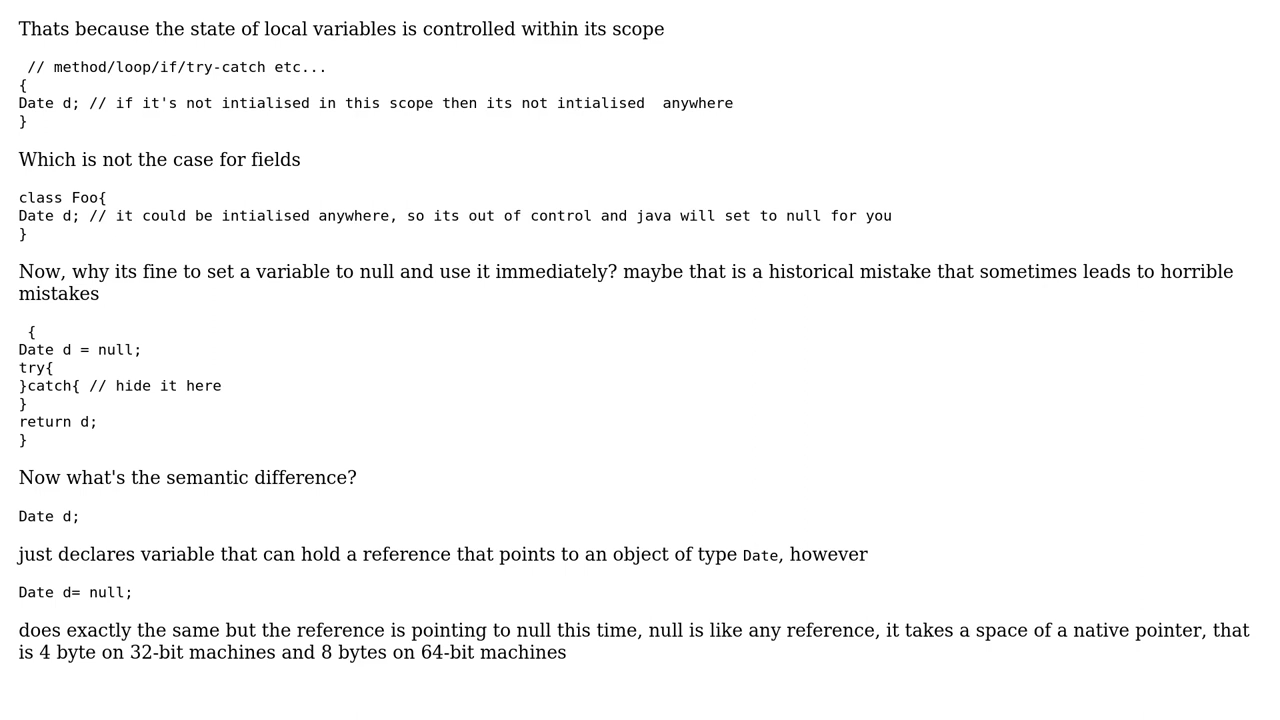 Thats because the state of local variables is controlled within its scope
 // method/loop/if/try-catch etc...
{
Date d; // if it's not intialised in this scope then its not intialised  anywhere
}
Which is not the case for fields
class Foo{
Date d; // it could be intialised anywhere, so its out of control and java will set to null for you
}
Now, why its fine to set a variable to null and use it immediately? maybe that is a historical mistake that sometimes leads to horrible
mistakes
 {
Date d = null;
try{
}catch{ // hide it here
}
return d;
}
Now what's the semantic difference?
Date d;
just declares variable that can hold a reference that points to an object of type Date, however
Date d= null;
does exactly the same but the reference is pointing to null this time, null is like any reference, it takes a space of a native pointer, that
is 4 byte on 32-bit machines and 8 bytes on 64-bit machines